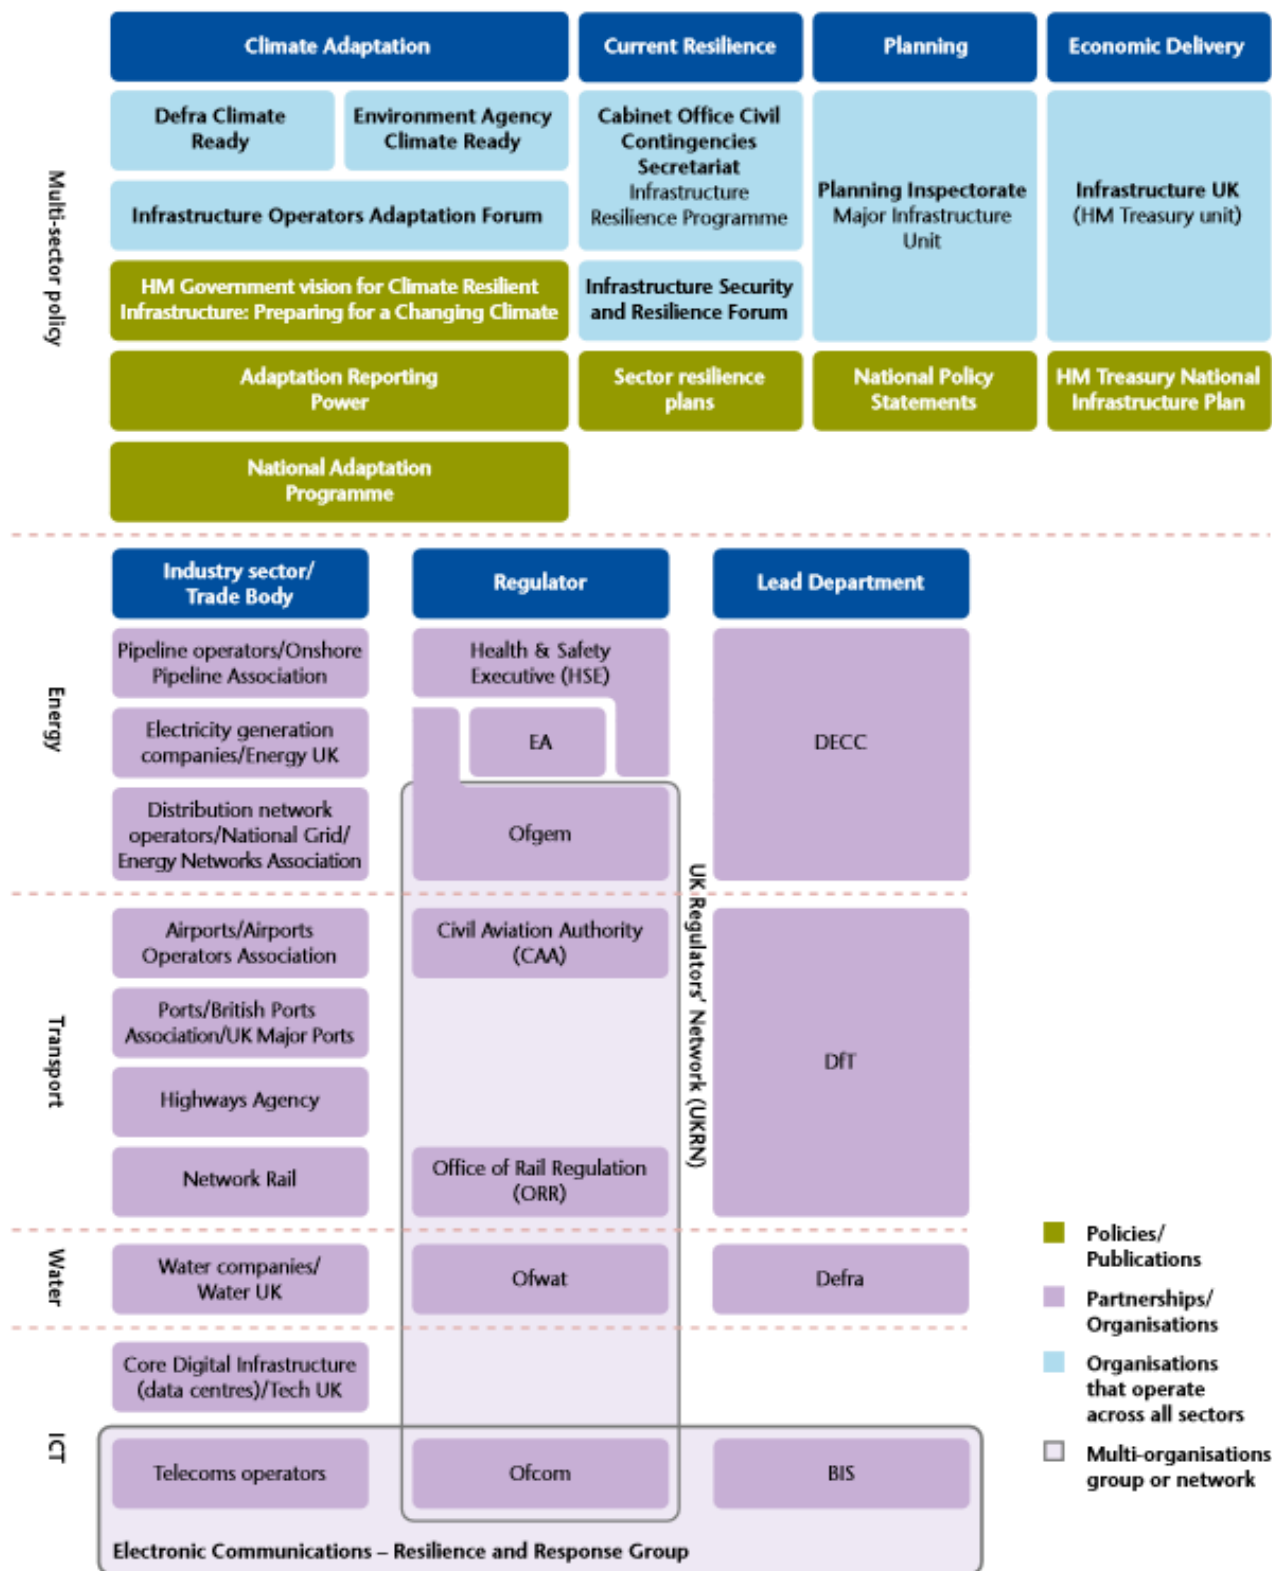 Climate Adaptation
Current Resilience
Planning
Economic Delivery
Multi-sector policy
Defra Climate
Ready
Environment Agency
Climate Ready
Cabinet Office Civil
Contingencies
Secretariat
Infrastructure
Resilience Programme
Planning Inspectorate
Major Infrastructure
Unit
Infrastructure UK
(HM Treasury unit)
Infrastructure Operators Adaptation Forum
HM Government vision for Climate Resilient
Infrastructure: Preparing for a Changing Climate
Infrastructure Security
and Resilience Forum
Adaptation Reporting
Power
Sector resilience
plans
National Policy
Statements
HM Treasury National
Infrastructure Plan
National Adaptation
Programme
Industry sector/
Trade Body
Regulator
Lead Department
Energy
Pipeline operators/Onshore
Pipeline Association
Health & Safety
Executive (HSE)
DECC
Electricity generation
companies/Energy UK
EA
Distribution network
operators/National Grid/
Energy Networks Association
Ofgem
UK Regulators' Network (UKRN)
Transport
Airports/Airports
Operators Association
Civil Aviation Authority
(CAA)
DfT
Ports/British Ports
Association/UK Major Ports
Highways Agency
Network Rail
Office of Rail Regulation
(ORR)
Water
Water companies/
Water UK
Ofwat
Defra
ICT
Core Digital Infrastructure
(data centres)/Tech UK
Telecoms operators
Ofcom
BIS
Electronic Communications – Resilience and Response Group
Policies/
Publications
Partnerships/
Organisations
Organisations
that operate
across all sectors
Multi-organisations
group or network